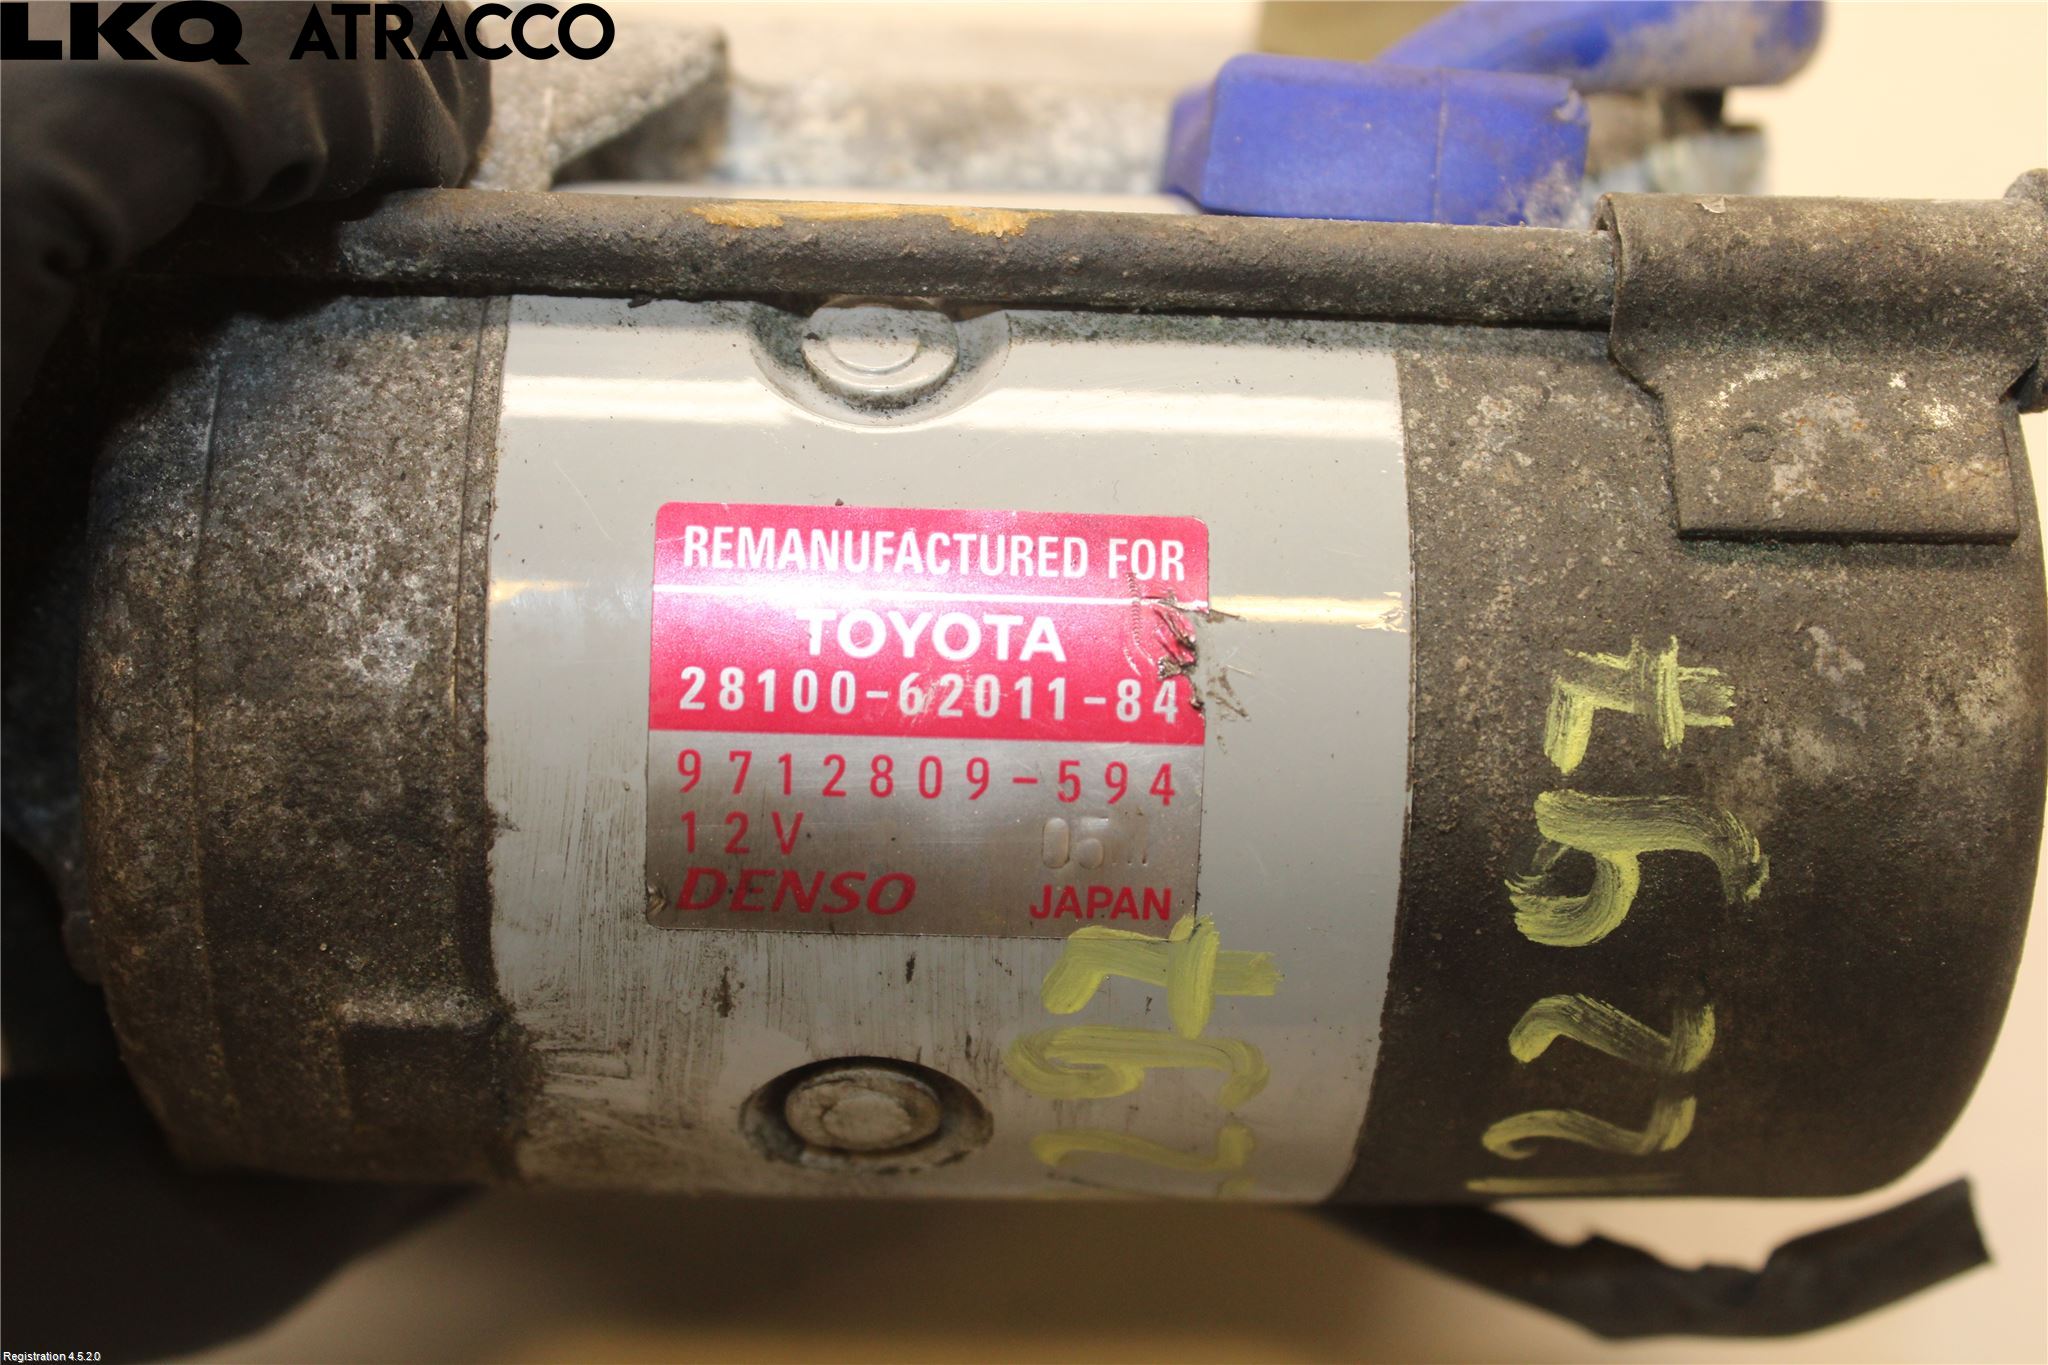 LKQ ATRACCO
REMANUFACTURED FOR
TOYOTA
28100-62011-84
9712809-594
12V
DENSO
JAPAN
Registration 4.5.2.0